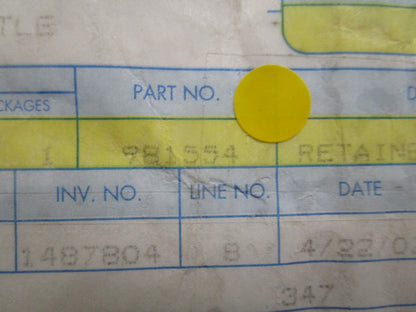 TLE
PART NO. D
CKAGES
1 981554 RETAINE
INV. NO. LINE NO. DATE
1487804 8 4/22/0
347